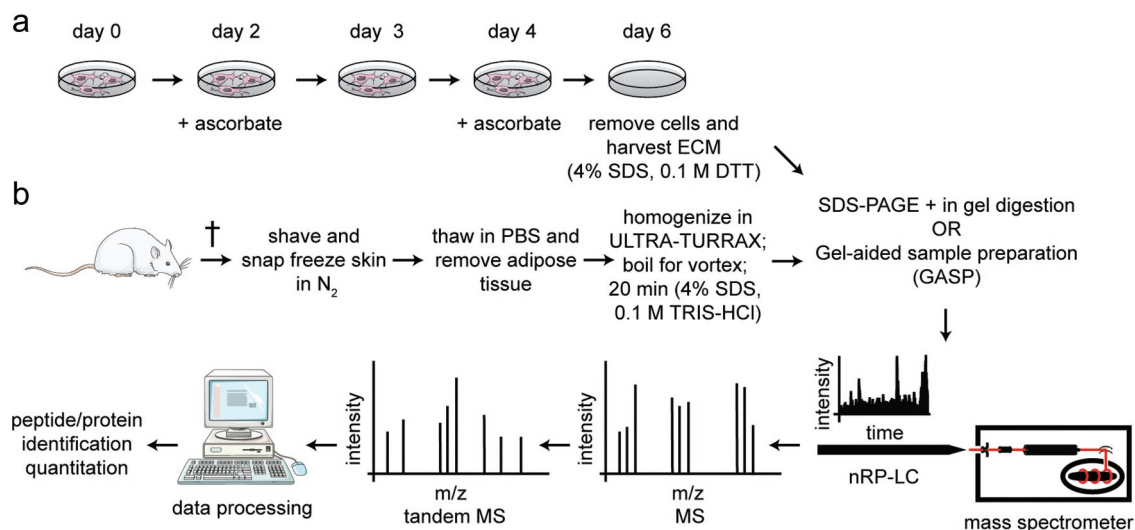 a
day 0
day 2
day 3
day 4
day 6
+ ascorbate
+ ascorbate
remove cells and
harvest ECM
(4% SDS, 0.1 M DTT)
b
†
shave and
snap freeze skin
in N2
thaw in PBS and
remove adipose
tissue
homogenize in
ULTRA-TURRAX;
boil for vortex;
20 min (4% SDS,
0.1 M TRIS-HCl)
SDS-PAGE + in gel digestion
OR
Gel-aided sample preparation
(GASP)
intensity
time
nRP-LC
mass spectrometer
intensity
m/z
MS
intensity
m/z
tandem MS
data processing
peptide/protein
identification
quantitation